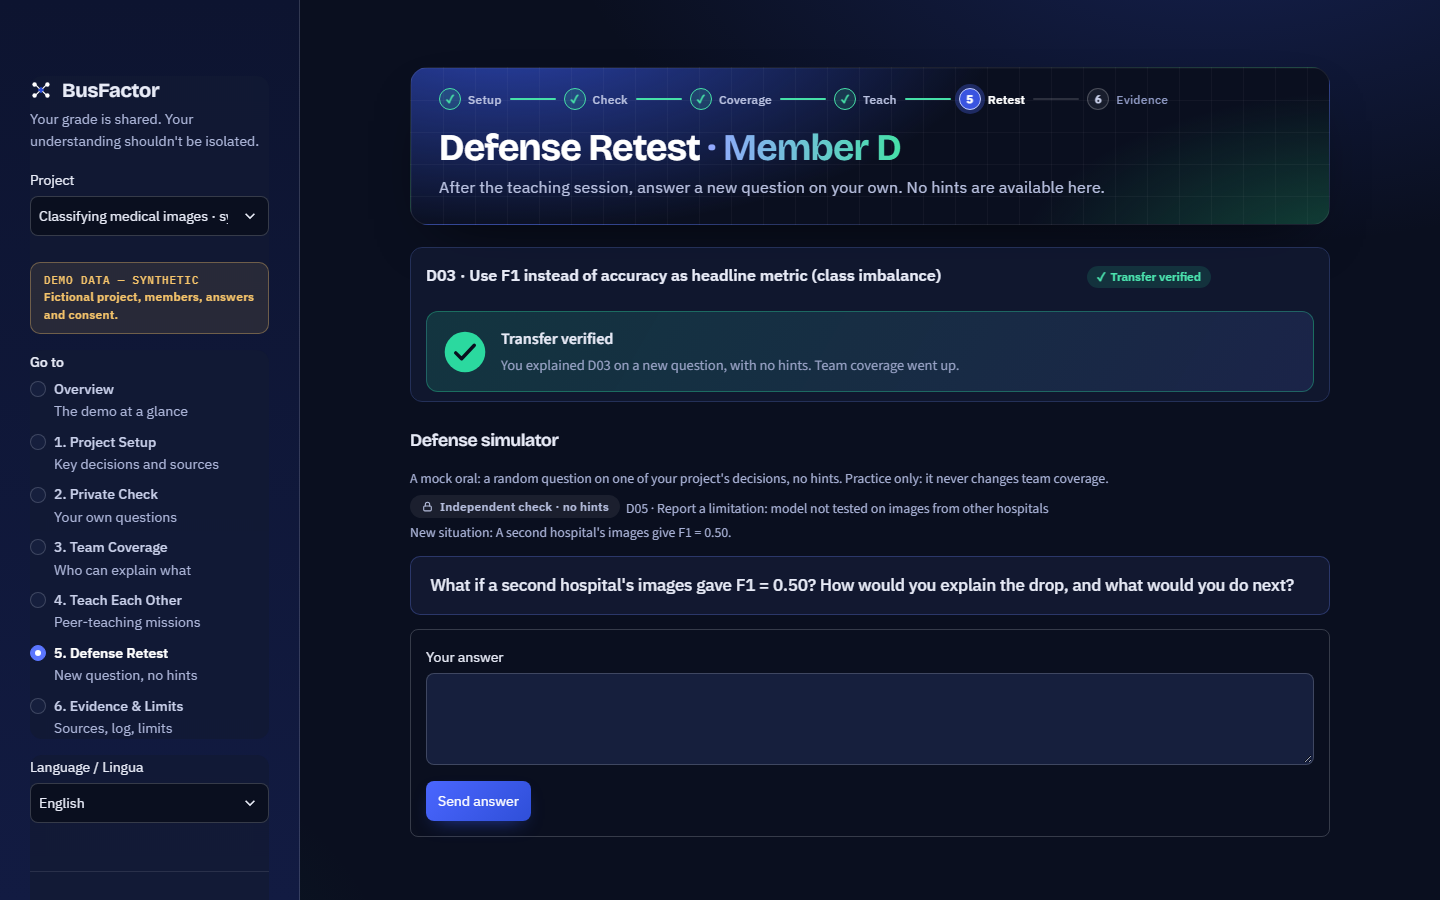 BusFactor
Your grade is shared. Your
understanding shouldn't be isolated.
Project
Classifying medical images · sy
DEMO DATA — SYNTHETIC
Fictional project, members, answers
and consent.
Go to
Overview
The demo at a glance
1. Project Setup
Key decisions and sources
2. Private Check
Your own questions
3. Team Coverage
Who can explain what
4. Teach Each Other
Peer-teaching missions
5. Defense Retest
New question, no hints
6. Evidence & Limits
Sources, log, limits
Language / Lingua
English
✓ Setup ✓ Check ✓ Coverage ✓ Teach 5 Retest 6 Evidence
Defense Retest · Member D
After the teaching session, answer a new question on your own. No hints are available here.
D03 · Use F1 instead of accuracy as headline metric (class imbalance) ✓ Transfer verified
Transfer verified
You explained D03 on a new question, with no hints. Team coverage went up.
Defense simulator
A mock oral: a random question on one of your project's decisions, no hints. Practice only: it never changes team coverage.
Independent check · no hints D05 · Report a limitation: model not tested on images from other hospitals
New situation: A second hospital's images give F1 = 0.50.
What if a second hospital's images gave F1 = 0.50? How would you explain the drop, and what would you do next?
Your answer
Send answer